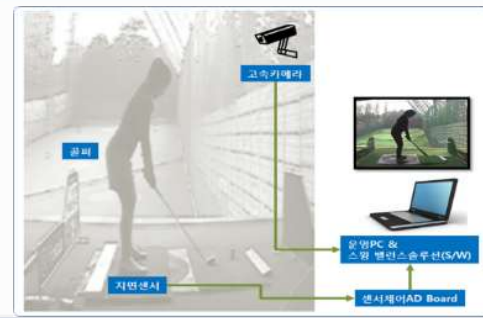 고속카메라
골퍼
운영PC &
스윙 밸런스솔루션(S/W)
지면센서
센서제어AD Board